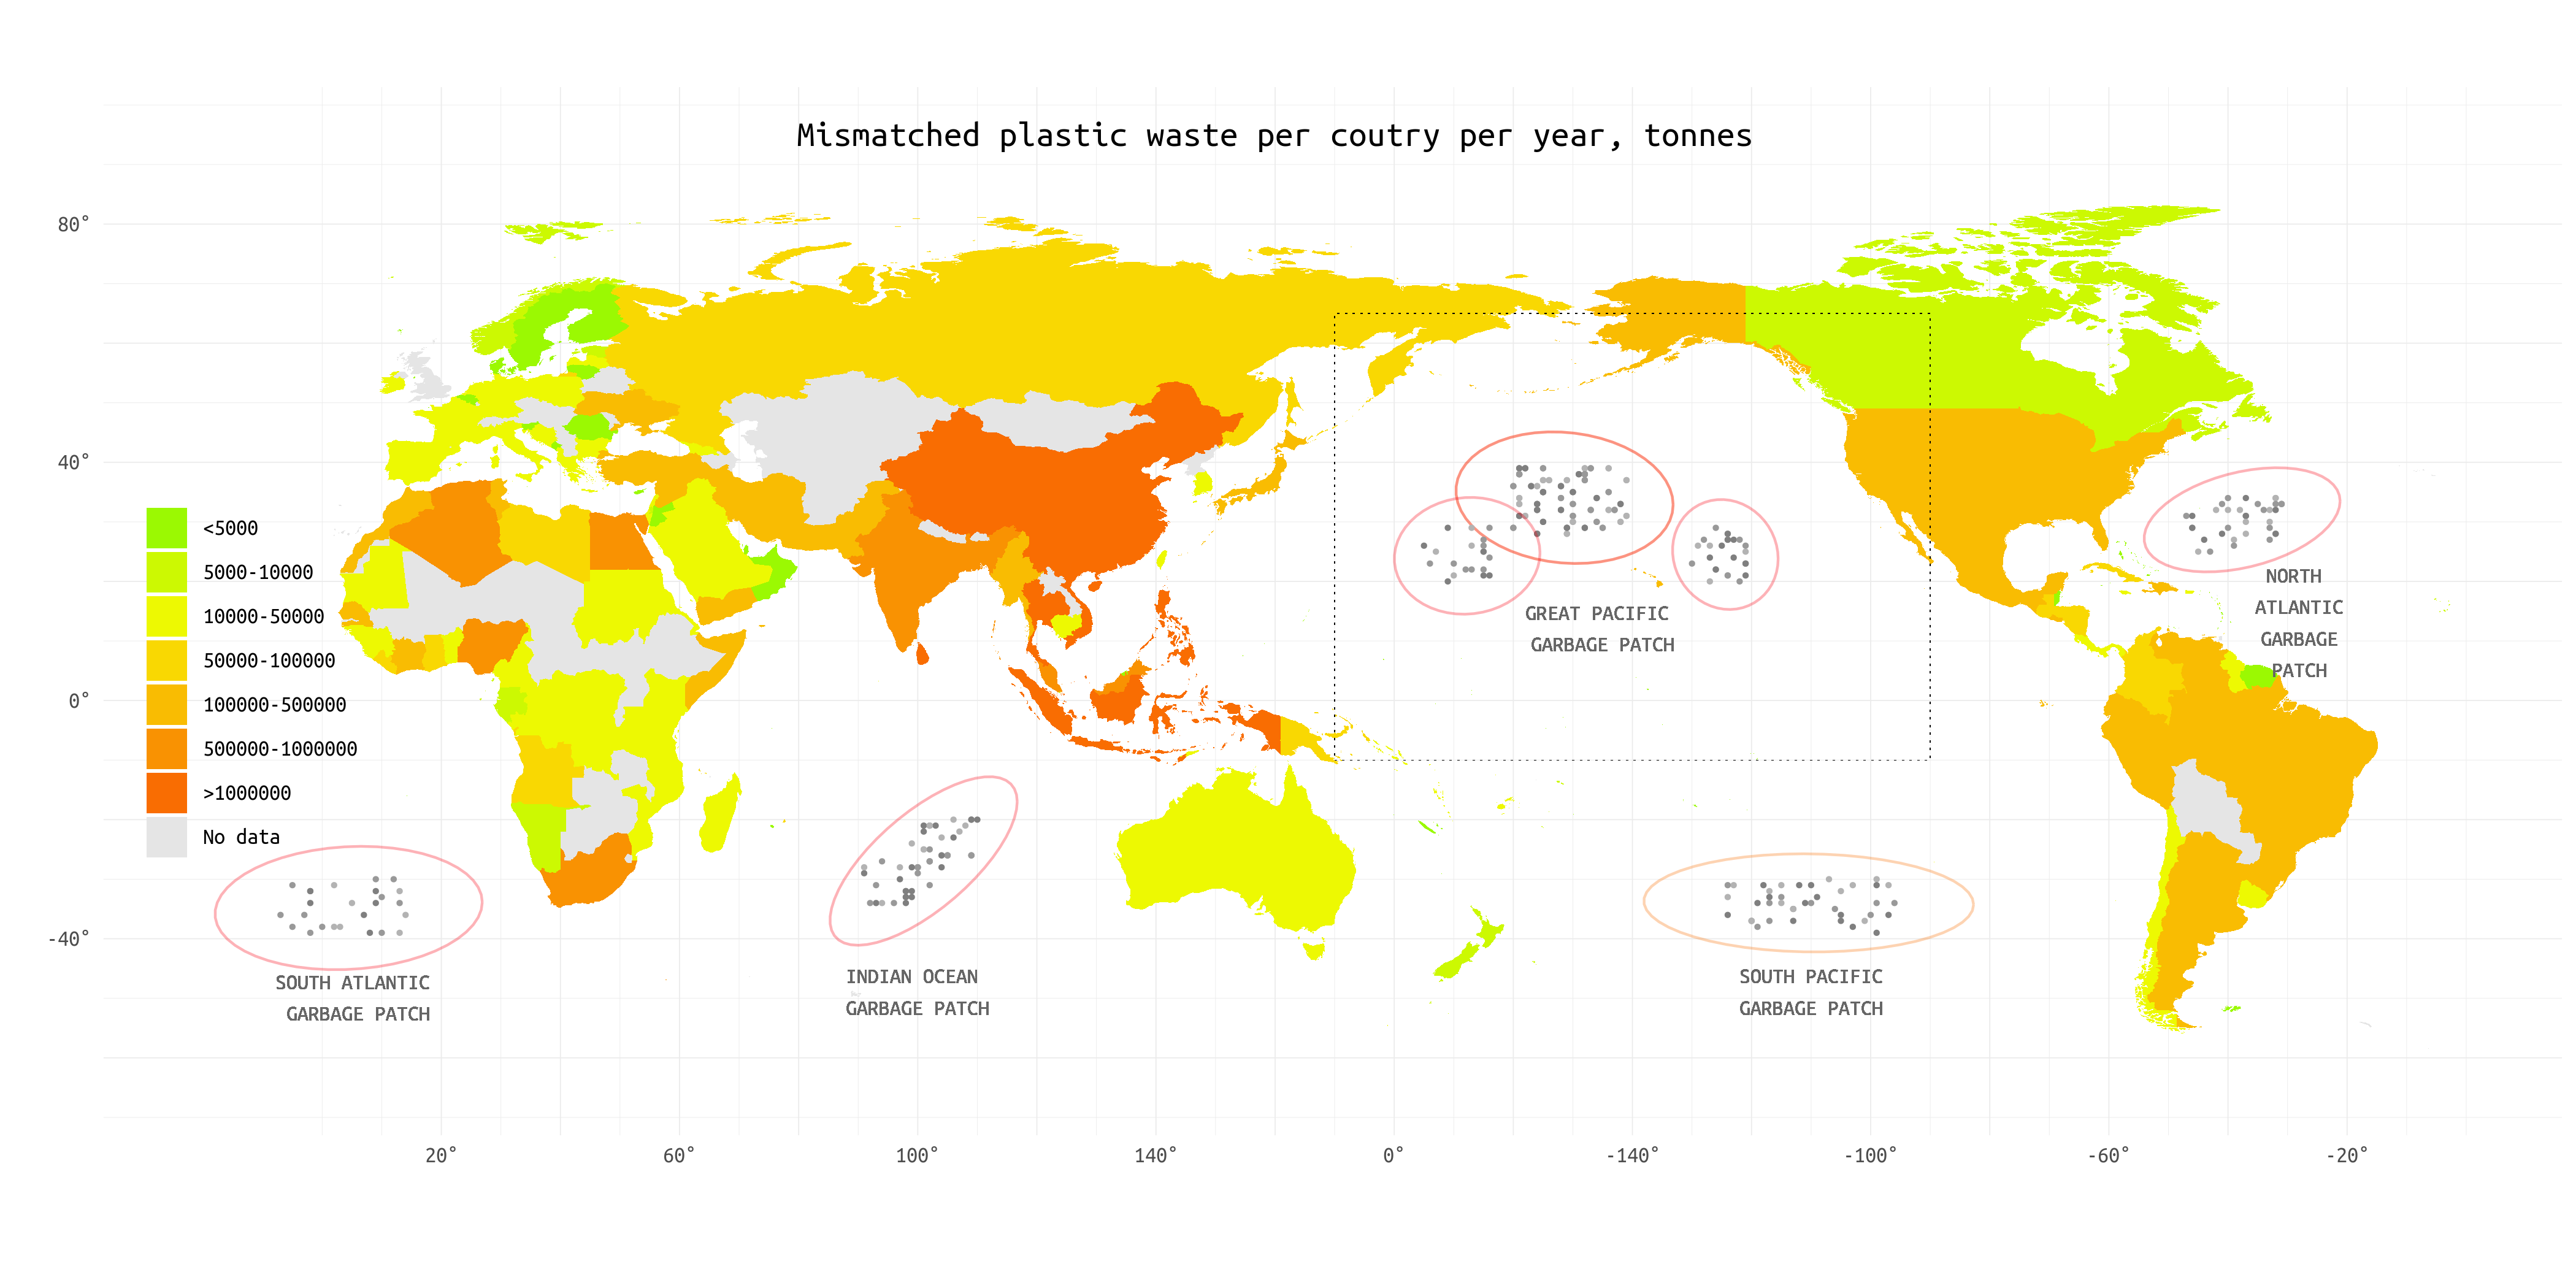 Mismatched plastic waste per coutry per year, tonnes
80°
40°
0°
-40°
<5000
5000-10000
10000-50000
50000-100000
100000-500000
500000-1000000
>1000000
No data
GREAT PACIFIC
GARBAGE PATCH
NORTH
ATLANTIC
GARBAGE
PATCH
SOUTH ATLANTIC
GARBAGE PATCH
INDIAN OCEAN
GARBAGE PATCH
SOUTH PACIFIC
GARBAGE PATCH
20° 60° 100° 140° 0° -140° -100° -60° -20°